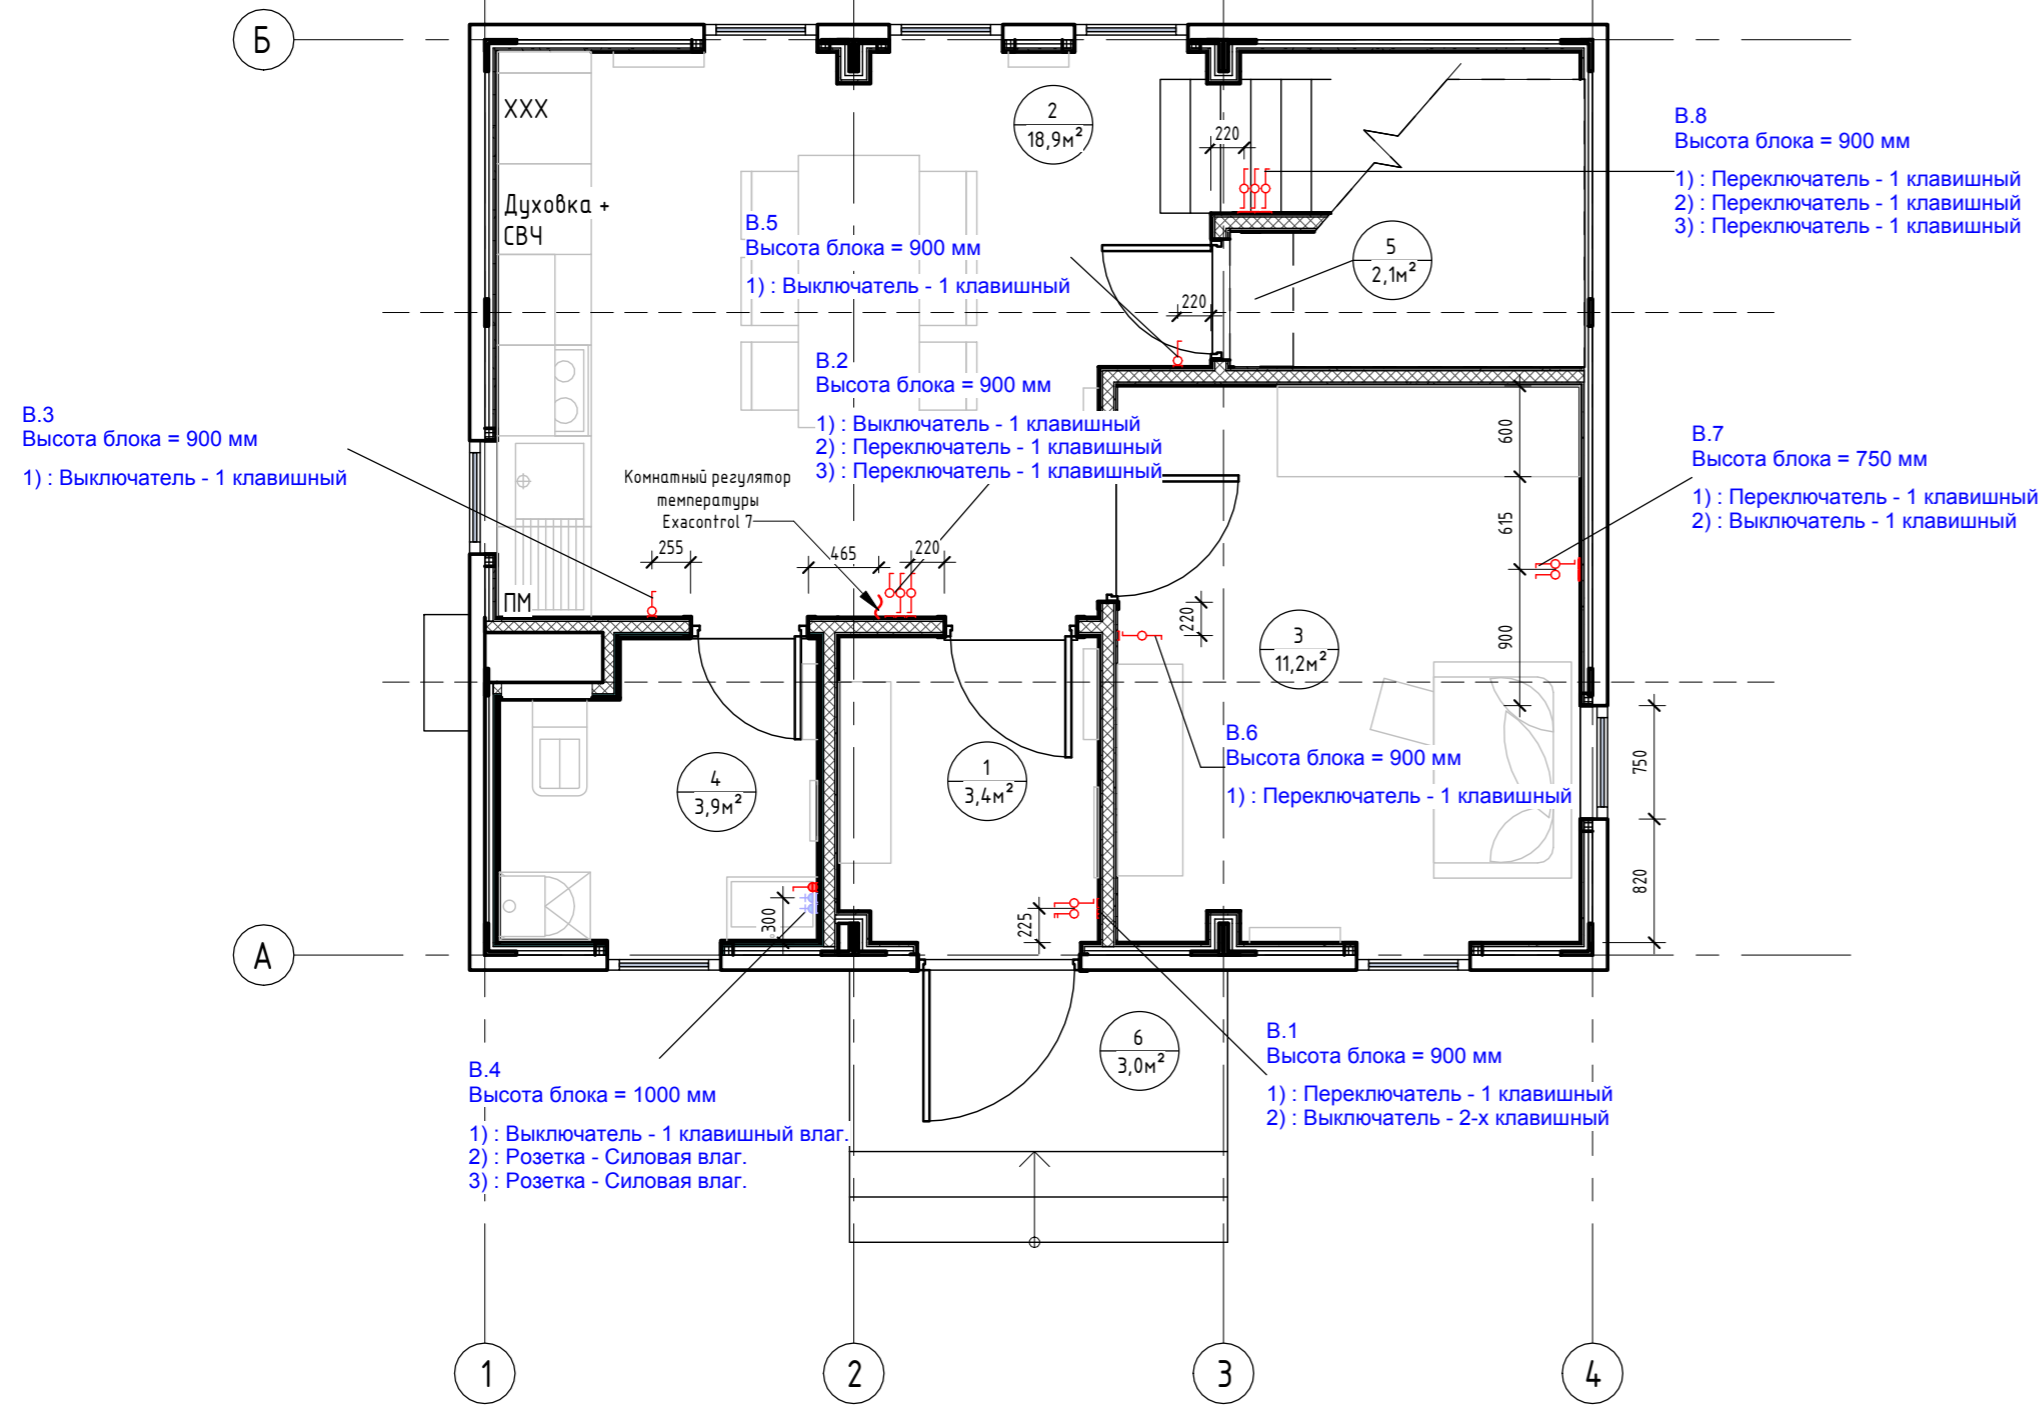 Б
ХХХ
2
18,9м²
220
В.8
Высота блока = 900 мм
1) : Переключатель - 1 клавишный
2) : Переключатель - 1 клавишный
3) : Переключатель - 1 клавишный
Духовка +
СВЧ
В.5
Высота блока = 900 мм
1) : Выключатель - 1 клавишный
5
2,1м²
220
В.2
Высота блока = 900 мм
1) : Выключатель - 1 клавишный
2) : Переключатель - 1 клавишный
3) : Переключатель - 1 клавишный
В.3
Высота блока = 900 мм
1) : Выключатель - 1 клавишный
600
В.7
Высота блока = 750 мм
1) : Переключатель - 1 клавишный
2) : Выключатель - 1 клавишный
Комнатный регулятор
температуры
Exacontrol 7
615
255
465
220
ПМ
220
900
3
11,2м²
В.6
Высота блока = 900 мм
1) : Переключатель - 1 клавишный
750
4
3,9м²
1
3,4м²
820
300
225
А
6
3,0м²
В.1
Высота блока = 900 мм
1) : Переключатель - 1 клавишный
2) : Выключатель - 2-х клавишный
В.4
Высота блока = 1000 мм
1) : Выключатель - 1 клавишный влаг.
2) : Розетка - Силовая влаг.
3) : Розетка - Силовая влаг.
1
2
3
4